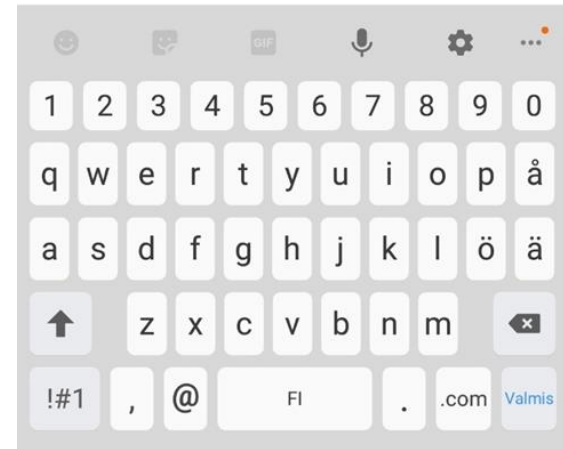 GIF
1 2 3 4 5 6 7 8 9 0
q w e r t y u i o p å
a s d f g h j k l ö ä
z x c v b n m
!#1 , @ FI . .com Valmis